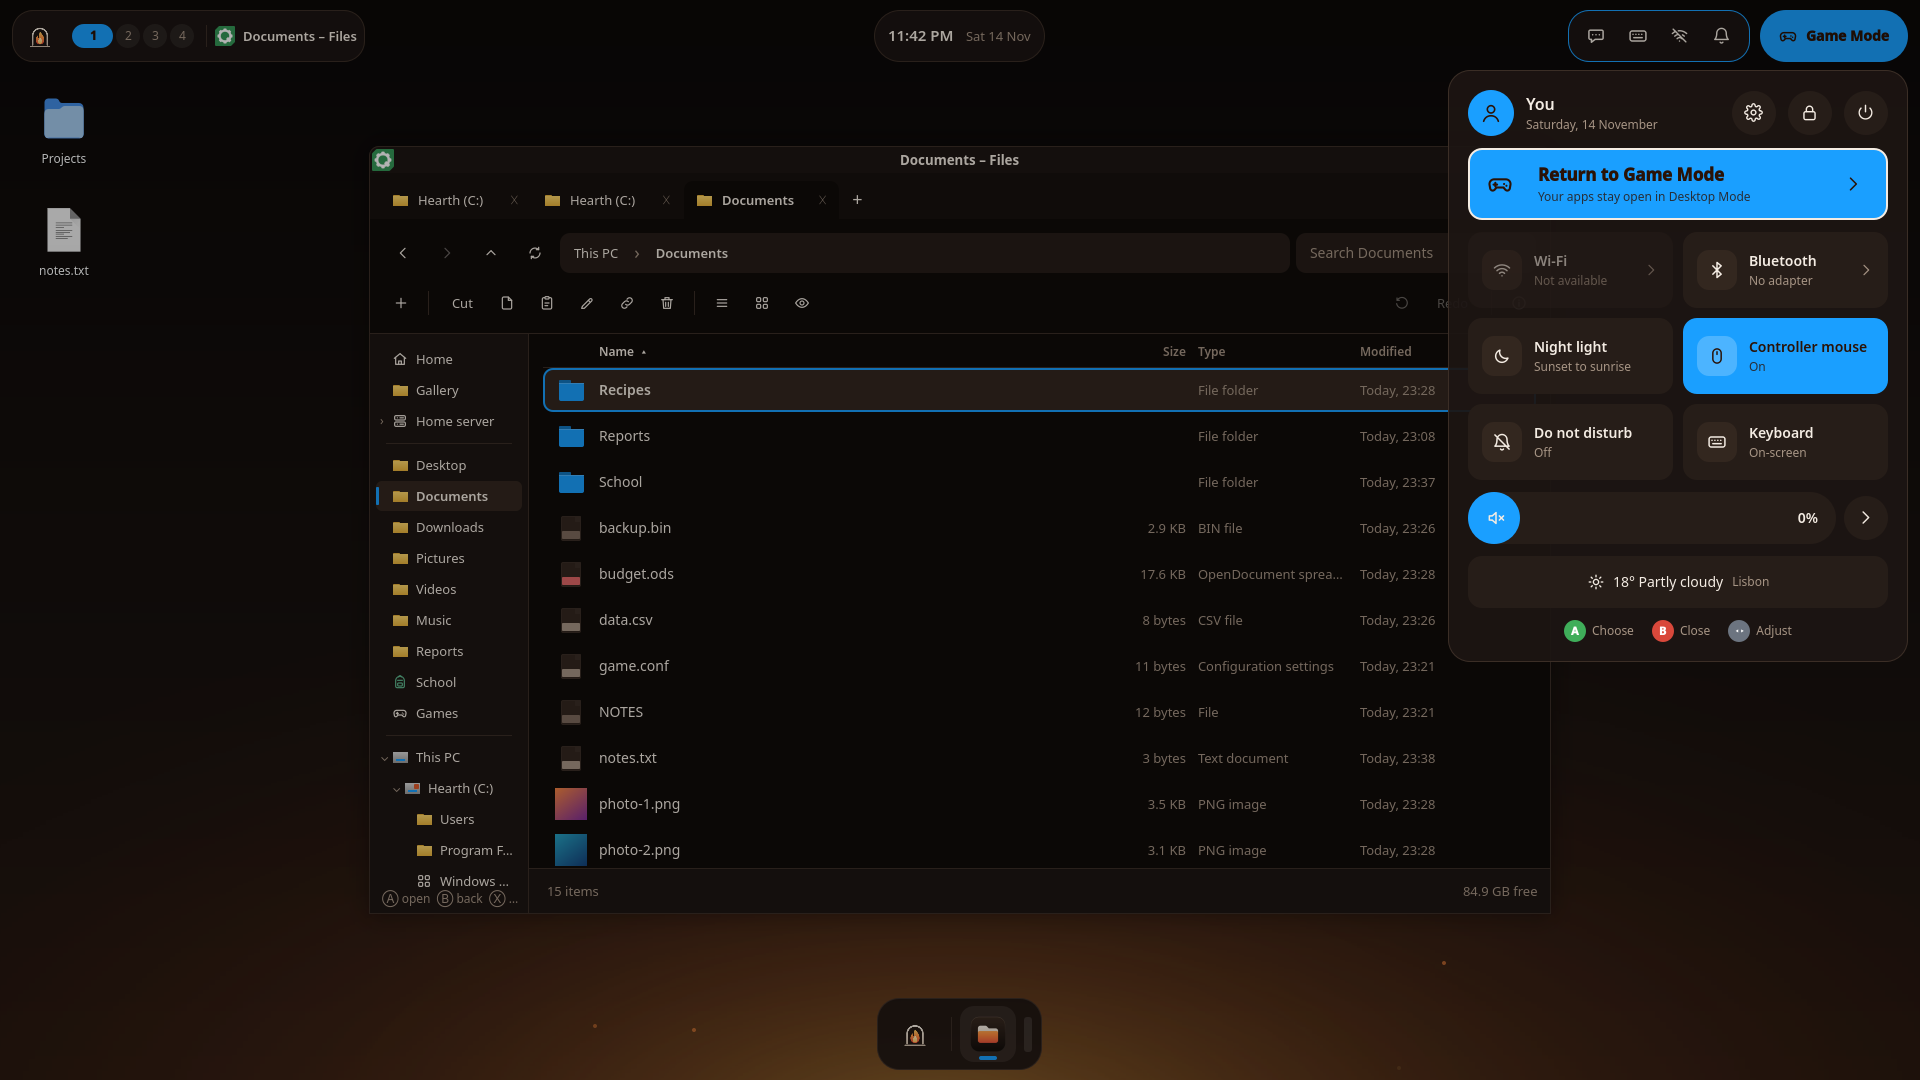 1 2 3 4 Documents – Files
11:42 PM Sat 14 Nov
Game Mode
Projects
notes.txt
Documents – Files
Hearth (C:) X Hearth (C:) X Documents X +
This PC › Documents
Search Documents
Cut
Home
Gallery
Home server
Desktop
Documents
Downloads
Pictures
Videos
Music
Reports
School
Games
This PC
Hearth (C:)
Users
Program F...
Windows ...
A open B back X ...
Name Size Type Modified
Recipes File folder Today, 23:28
Reports File folder Today, 23:08
School File folder Today, 23:37
backup.bin 2.9 KB BIN file Today, 23:26
budget.ods 17.6 KB OpenDocument sprea... Today, 23:28
data.csv 8 bytes CSV file Today, 23:26
game.conf 11 bytes Configuration settings Today, 23:21
NOTES 12 bytes File Today, 23:21
notes.txt 3 bytes Text document Today, 23:38
photo-1.png 3.5 KB PNG image Today, 23:28
photo-2.png 3.1 KB PNG image Today, 23:28
15 items 84.9 GB free
You
Saturday, 14 November
Return to Game Mode
Your apps stay open in Desktop Mode
Wi-Fi
Not available
Bluetooth
No adapter
Night light
Sunset to sunrise
Controller mouse
On
Do not disturb
Off
Keyboard
On-screen
0%
18° Partly cloudy Lisbon
A Choose B Close Adjust